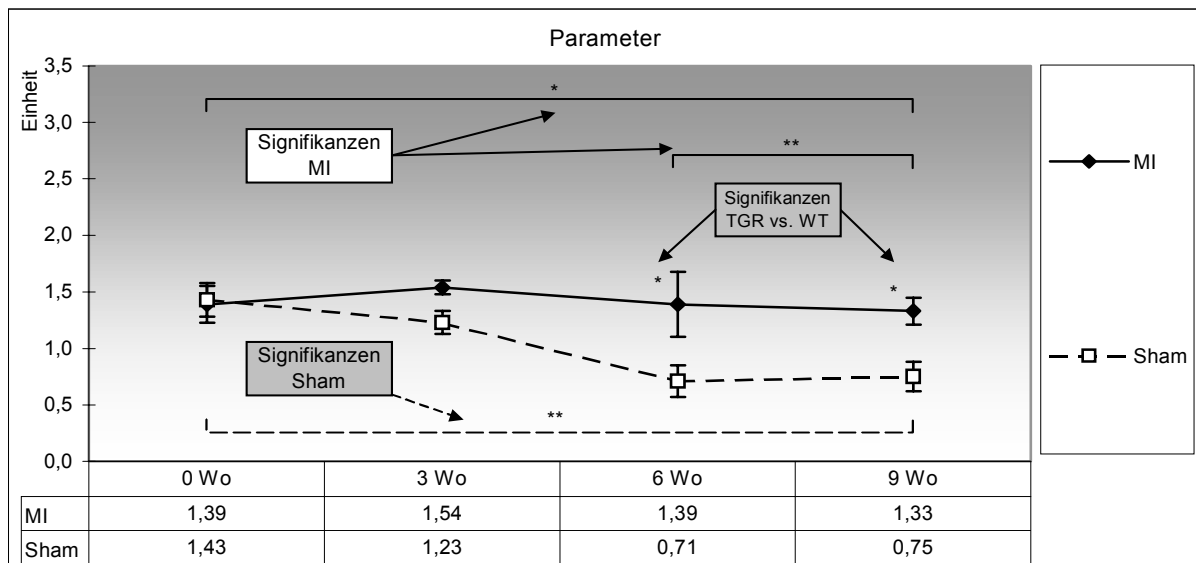 Parameter
Einheit
3,5
3,0
2,5
2,0
1,5
1,0
0,5
0,0
*
Signifikanzen
MI
**
Signifikanzen
TGR vs. WT
*
*
Signifikanzen
Sham
**
MI
Sham
0 Wo 3 Wo 6 Wo 9 Wo
MI 1,39 1,54 1,39 1,33
Sham 1,43 1,23 0,71 0,75